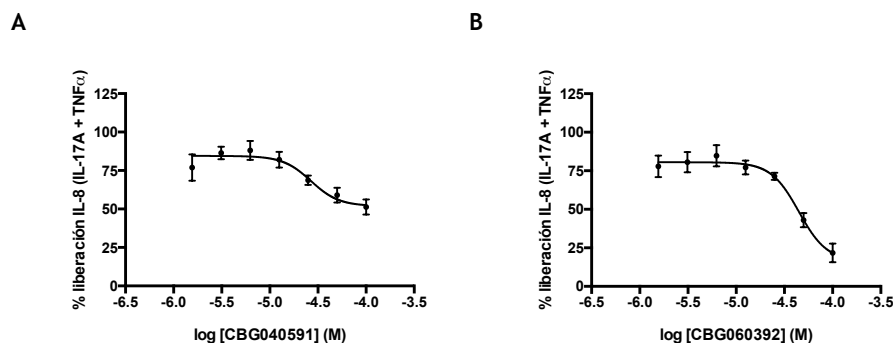 A
% liberación IL-8 (IL-17A + TNFα)
125
100
75
50
25
0
-6.5 -6.0 -5.5 -5.0 -4.5 -4.0 -3.5
log [CBG040591] (M)
B
% liberación IL-8 (IL-17A + TNFα)
125
100
75
50
25
0
-6.5 -6.0 -5.5 -5.0 -4.5 -4.0 -3.5
log [CBG060392] (M)